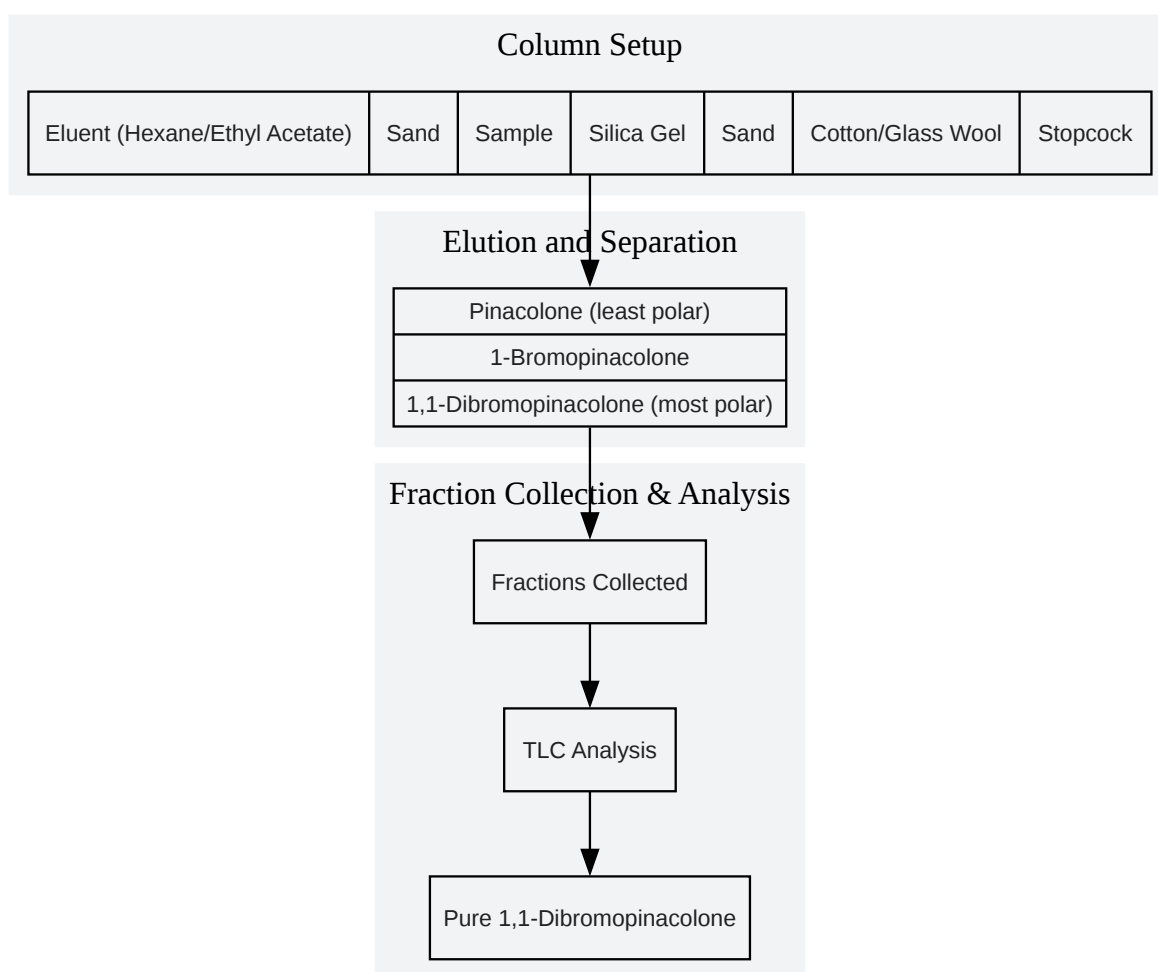 Column Setup
Eluent (Hexane/Ethyl Acetate)
Sand
Sample
Silica Gel
Sand
Cotton/Glass Wool
Stopcock
Elution and Separation
Pinacolone (least polar)
1-Bromopinacolone
1,1-Dibromopinacolone (most polar)
Fraction Collection & Analysis
Fractions Collected
TLC Analysis
Pure 1,1-Dibromopinacolone